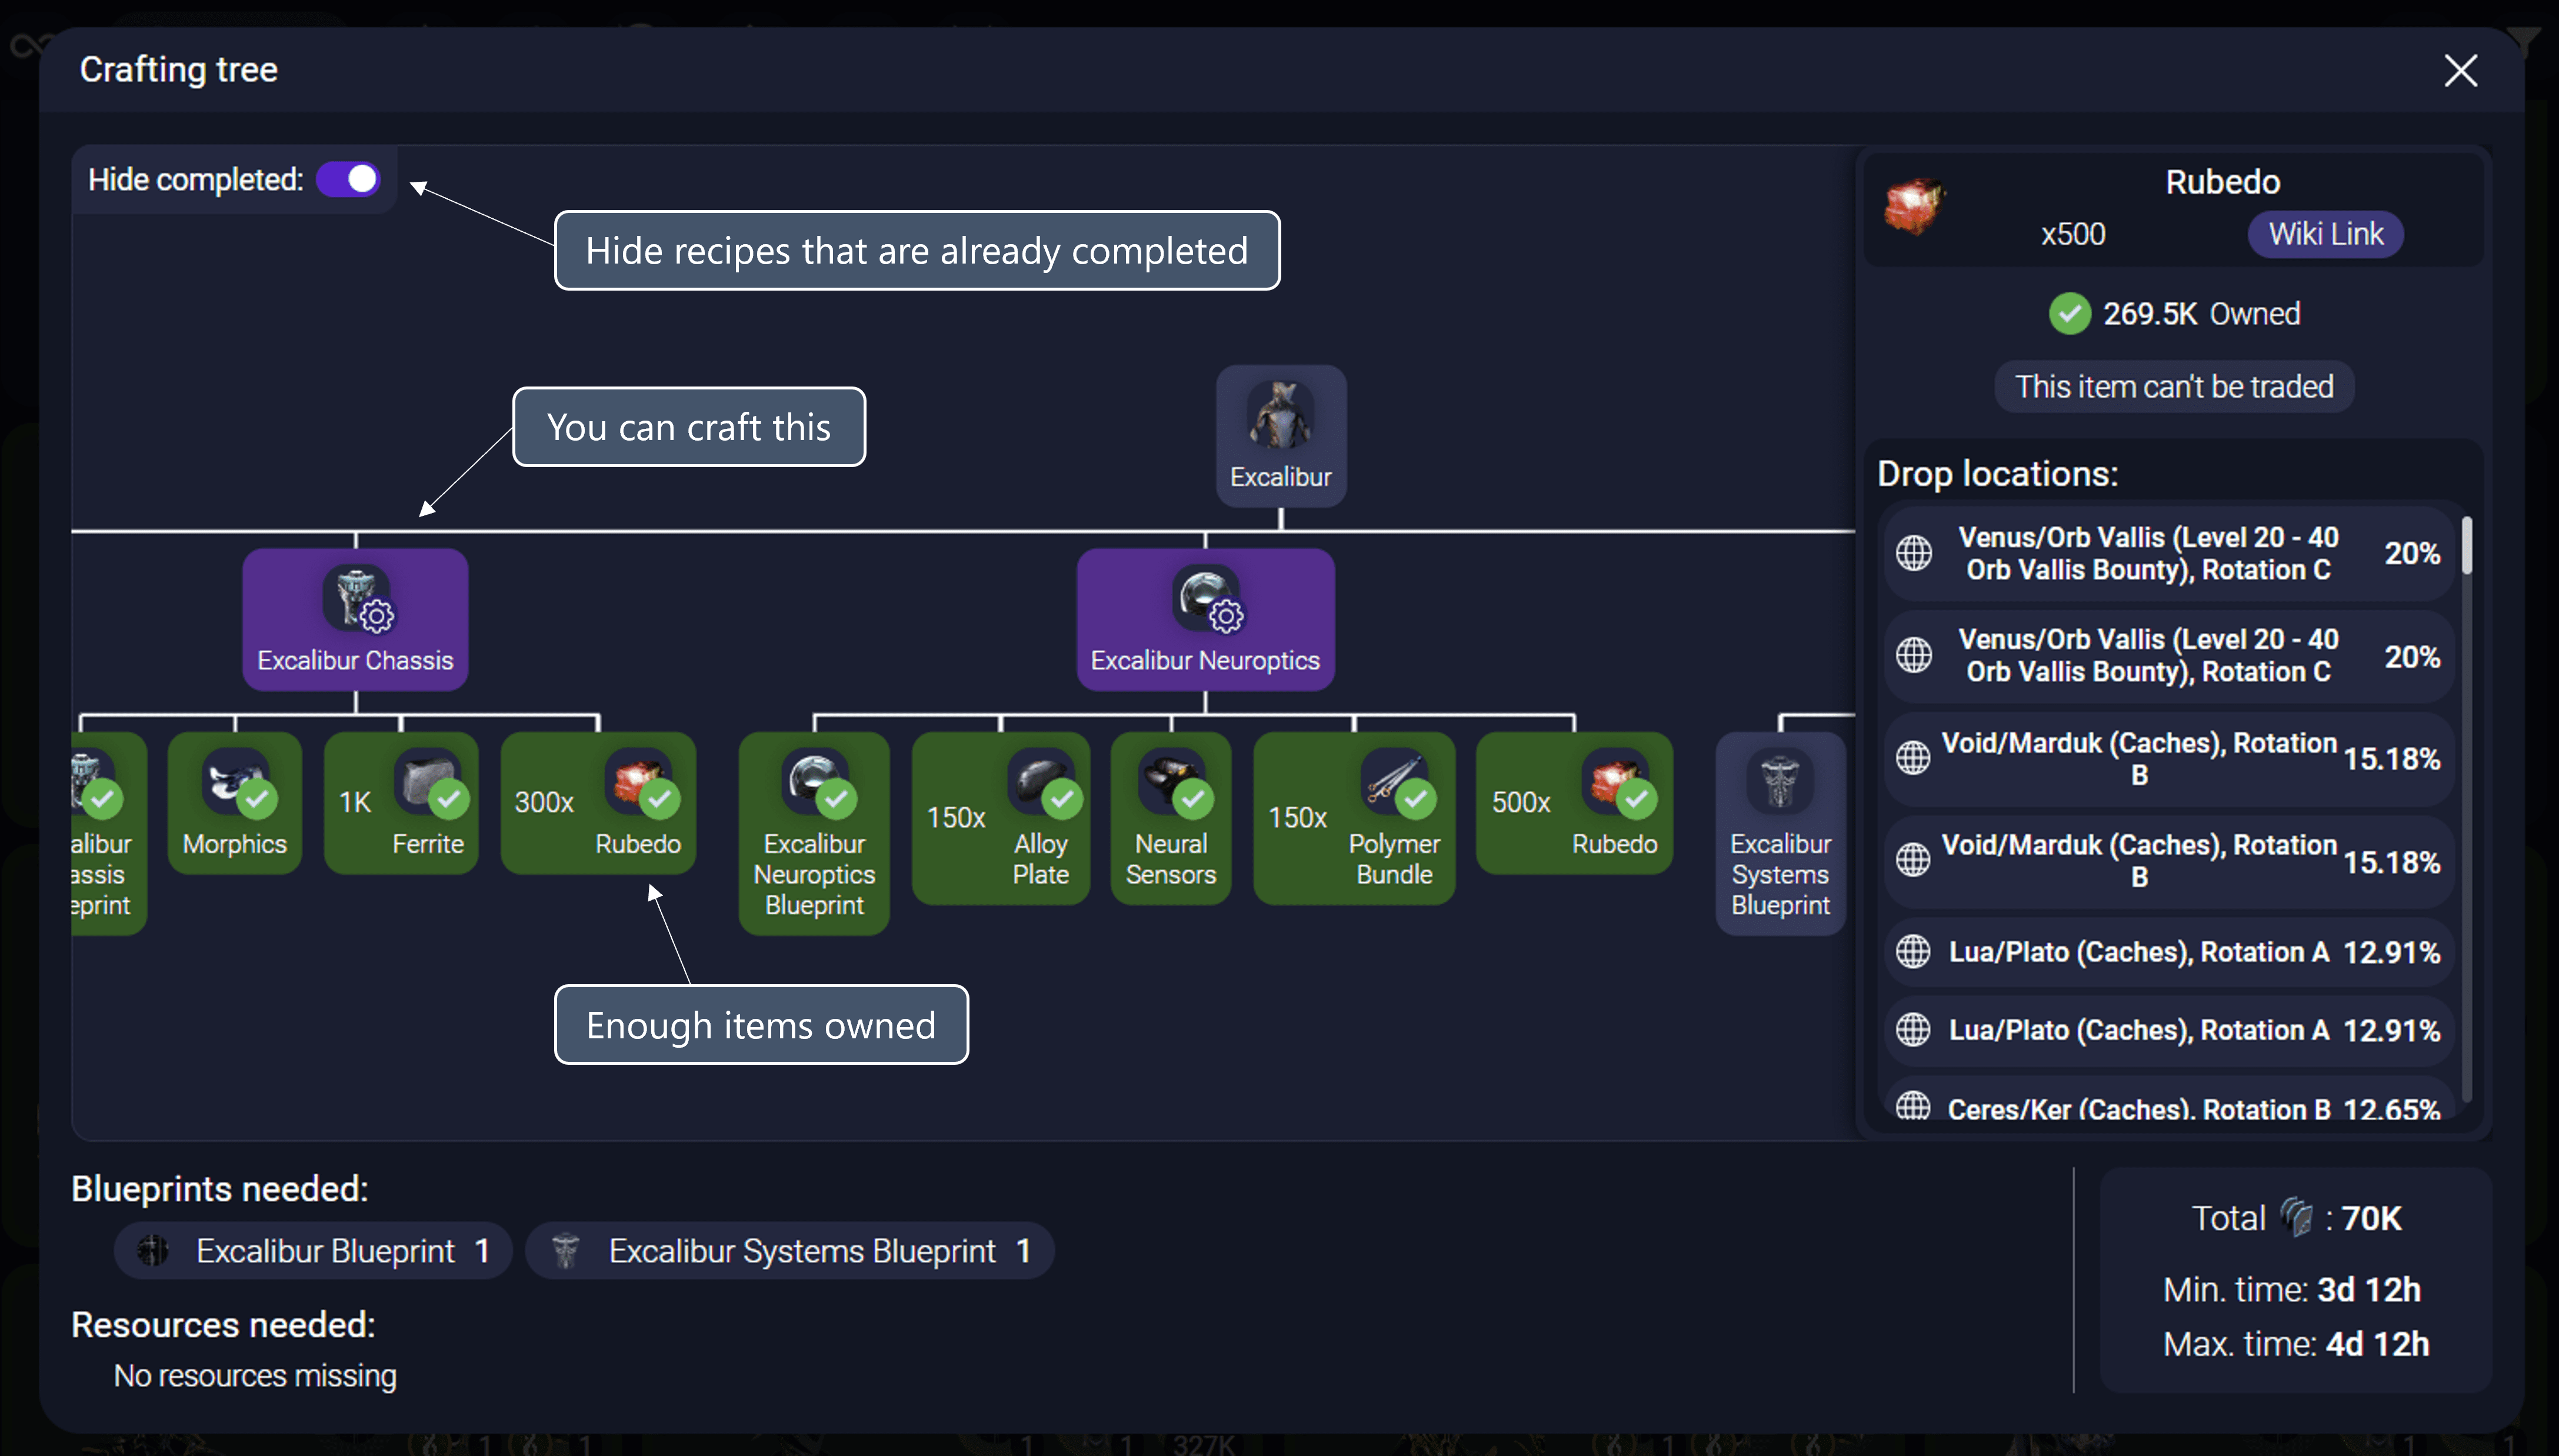 Crafting tree
Hide completed:
Hide recipes that are already completed
You can craft this
Excalibur
Excalibur Chassis
Excalibur Neuroptics
alibur
assis
eprint
Morphics
1K
Ferrite
300x
Rubedo
Excalibur
Neuroptics
Blueprint
150x
Alloy
Plate
Neural
Sensors
150x
Polymer
Bundle
500x
Rubedo
Excalibur
Systems
Blueprint
Enough items owned
Rubedo
x500
Wiki Link
269.5K Owned
This item can't be traded
Drop locations:
Venus/Orb Vallis (Level 20 - 40
Orb Vallis Bounty), Rotation C
20%
Venus/Orb Vallis (Level 20 - 40
Orb Vallis Bounty), Rotation C
20%
Void/Marduk (Caches), Rotation
B
15.18%
Void/Marduk (Caches), Rotation
B
15.18%
Lua/Plato (Caches), Rotation A 12.91%
Lua/Plato (Caches), Rotation A 12.91%
Ceres/Ker (Caches), Rotation B 12.65%
Blueprints needed:
Excalibur Blueprint 1
Excalibur Systems Blueprint 1
Resources needed:
No resources missing
Total : 70K
Min. time: 3d 12h
Max. time: 4d 12h
327K